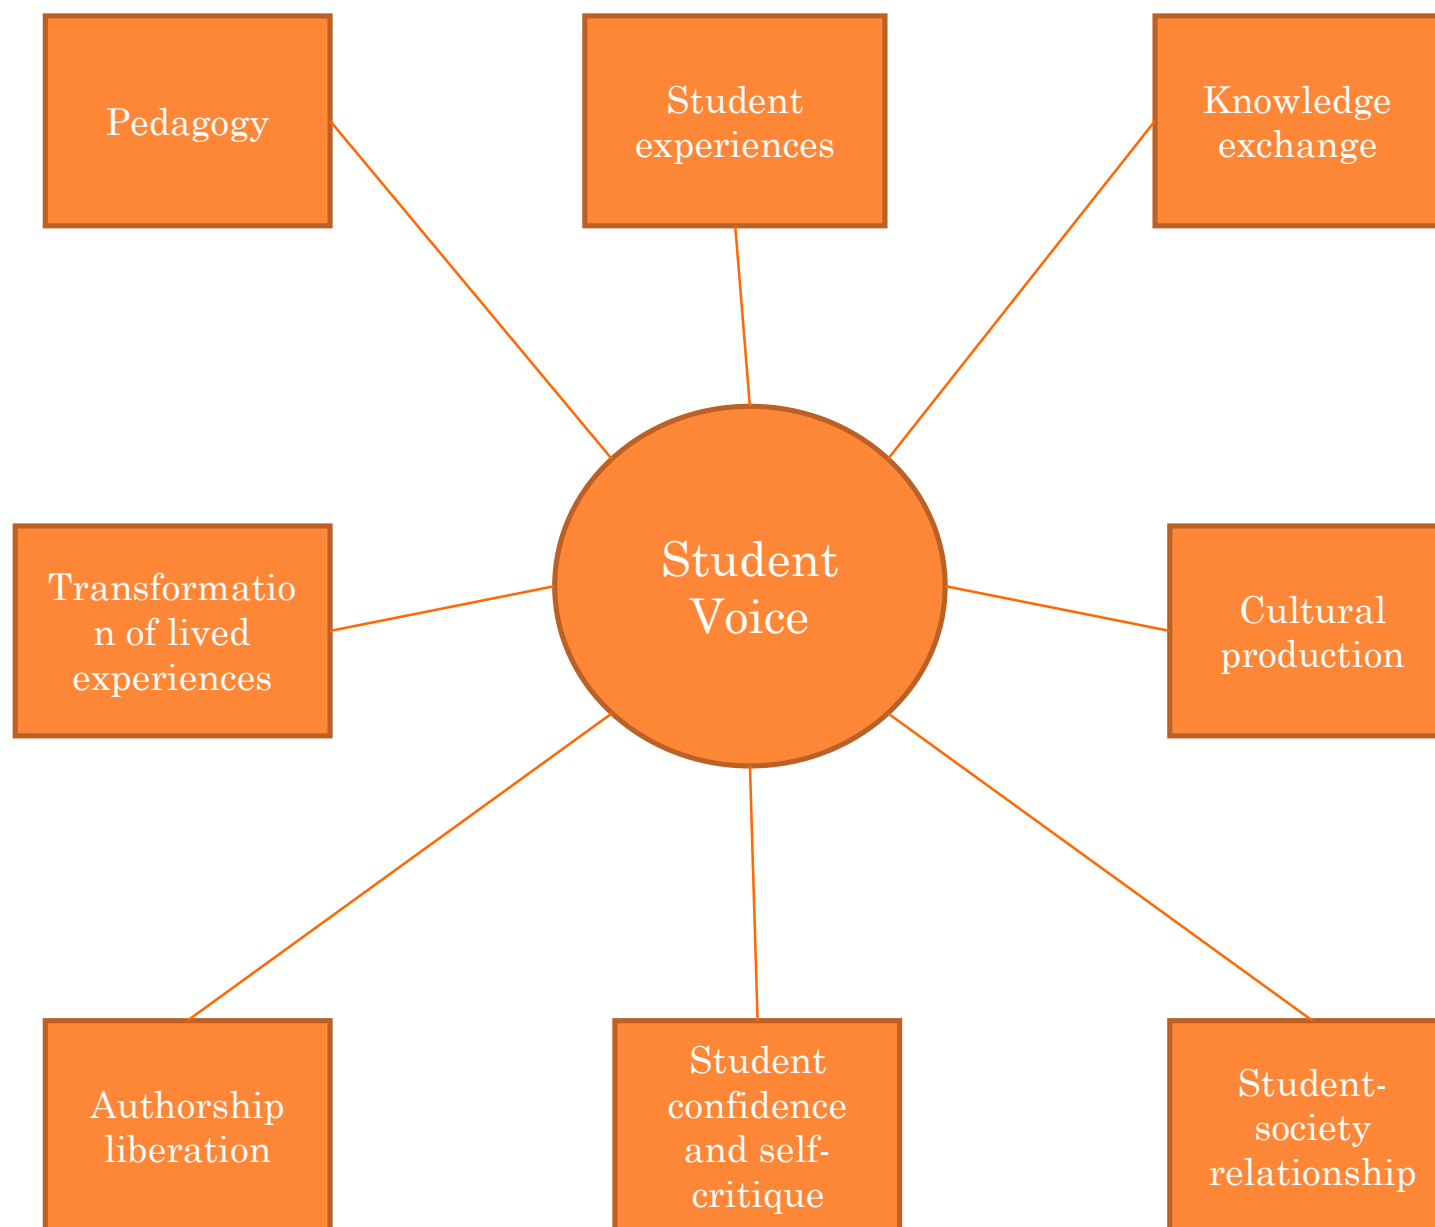 Pedagogy
Student
experiences
Knowledge
exchange
Transformatio
n of lived
experiences
Student
Voice
Cultural
production
Authorship
liberation
Student
confidence
and self-
critique
Student-
society
relationship